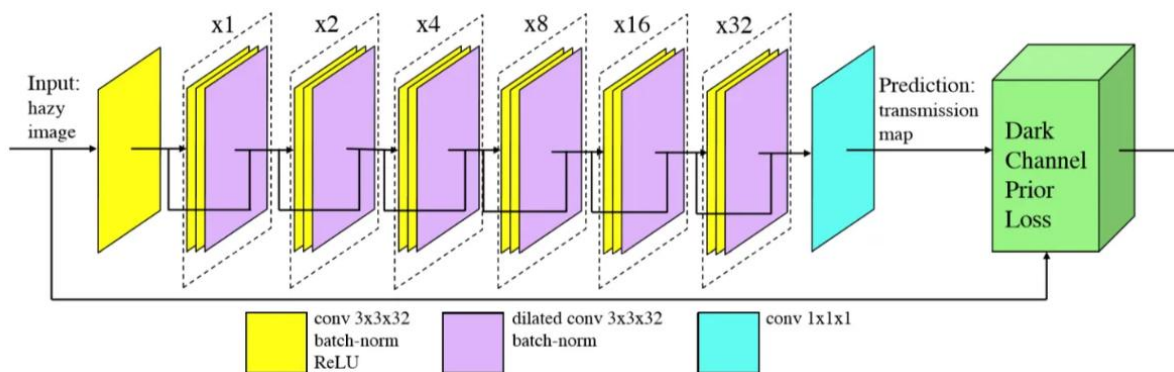 x1
x2
x4
x8
x16
x32
Input:
hazy
image
Prediction:
transmission
map
Dark
Channel
Prior
Loss
conv 3x3x32
batch-norm
ReLU
dilated conv 3x3x32
batch-norm
conv 1x1x1